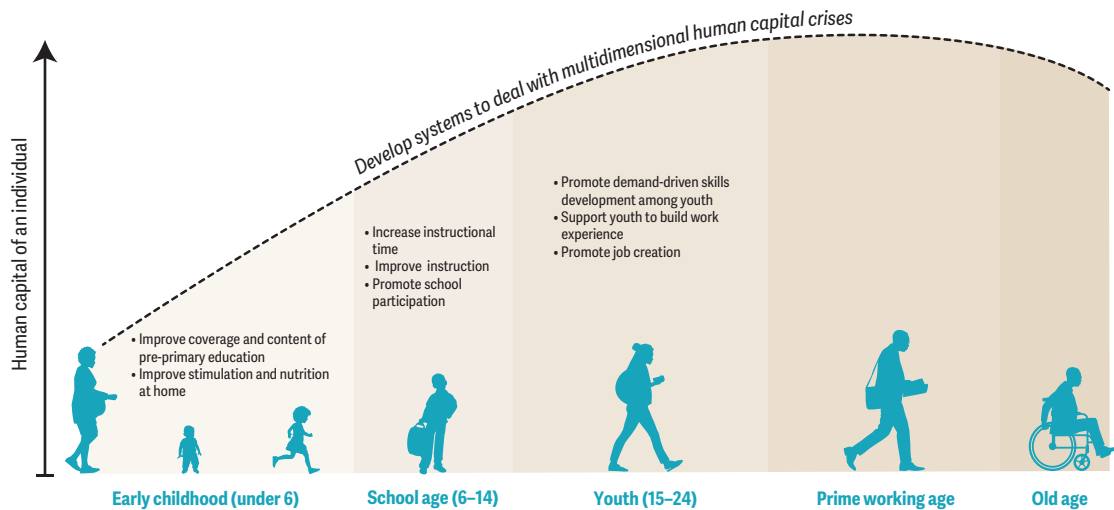 Develop systems to deal with multidimensional human capital crises
Human capital of an individual
• Improve coverage and content of
pre-primary education
• Improve stimulation and nutrition
at home
• Increase instructional
time
• Improve instruction
• Promote school
participation
• Promote demand-driven skills
development among youth
• Support youth to build work
experience
• Promote job creation
Early childhood (under 6)
School age (6–14)
Youth (15–24)
Prime working age
Old age